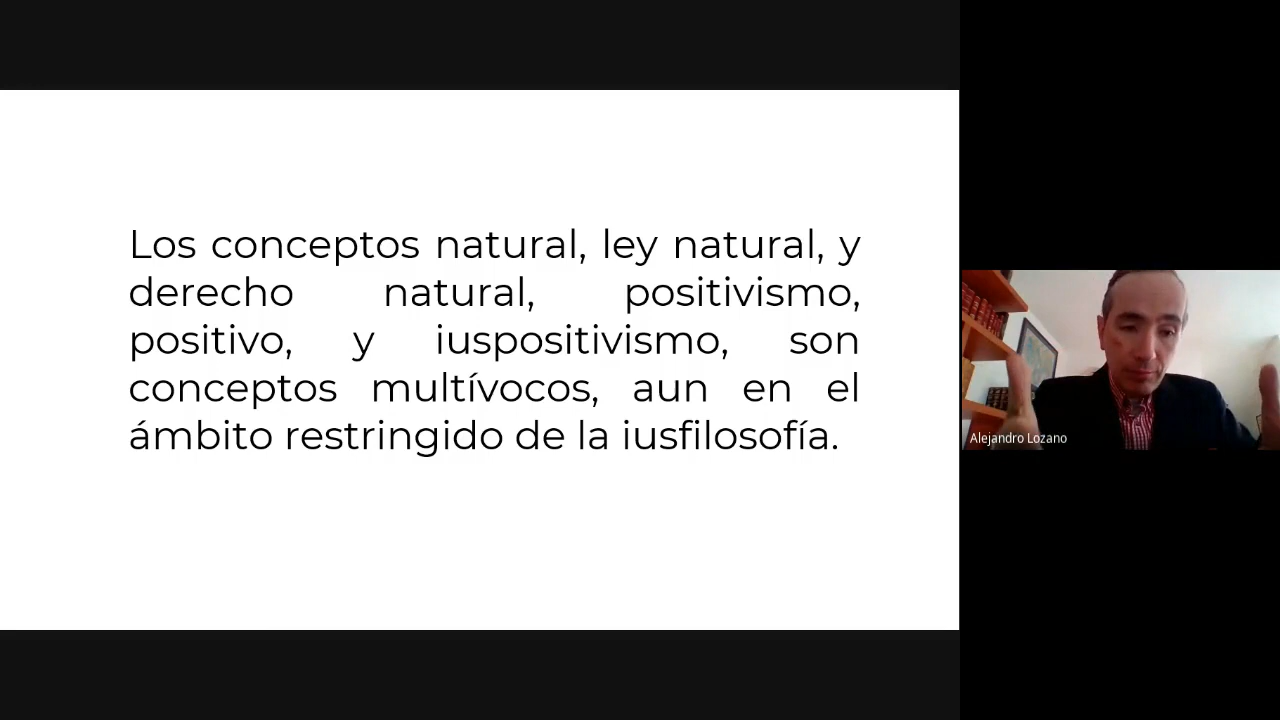 Los conceptos natural, ley natural, y
derecho natural, positivismo,
positivo, y iuspositivismo, son
conceptos multívocos, aun en el
ámbito restringido de la iusfilosofía.
Alejandro Lozano